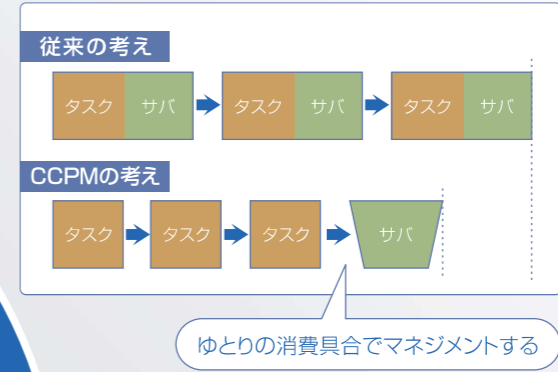 従来の考え
タスク サバ タスク サバ タスク サバ
CCPMの考え
タスク タスク タスク サバ
ゆとりの消費具合でマネジメントする